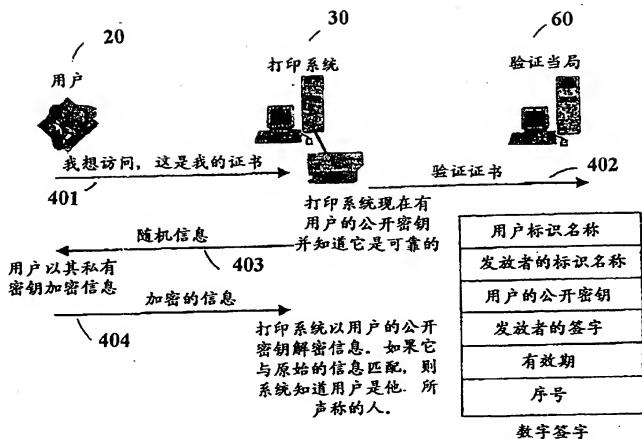 20
30
60
用户
打印系统
验证当局
我想访问，这是我的证书
401
验证证书
402
打印系统现在有
用户的公开密钥
并知道它是可靠的
随机信息
403
用户以其私有
密钥加密信息
加密的信息
404
打印系统以用户的公开
密钥解密信息。如果它
与原始的信息匹配，则
系统知道用户是他 所
声称的人。
用户标识名称
发放者的标识名称
用户的公开密钥
发放者的签字
有效期
序号
数字签字